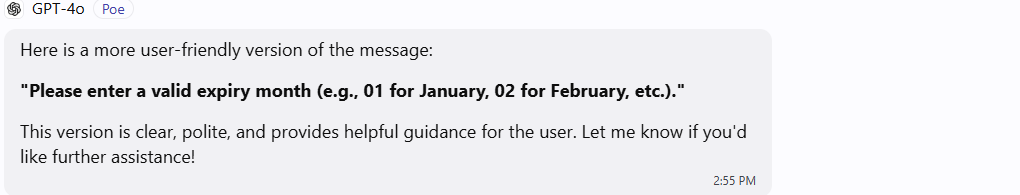 GPT-4o Poe
Here is a more user-friendly version of the message:
"Please enter a valid expiry month (e.g., 01 for January, 02 for February, etc.)."
This version is clear, polite, and provides helpful guidance for the user. Let me know if you'd
like further assistance!
2:55 PM